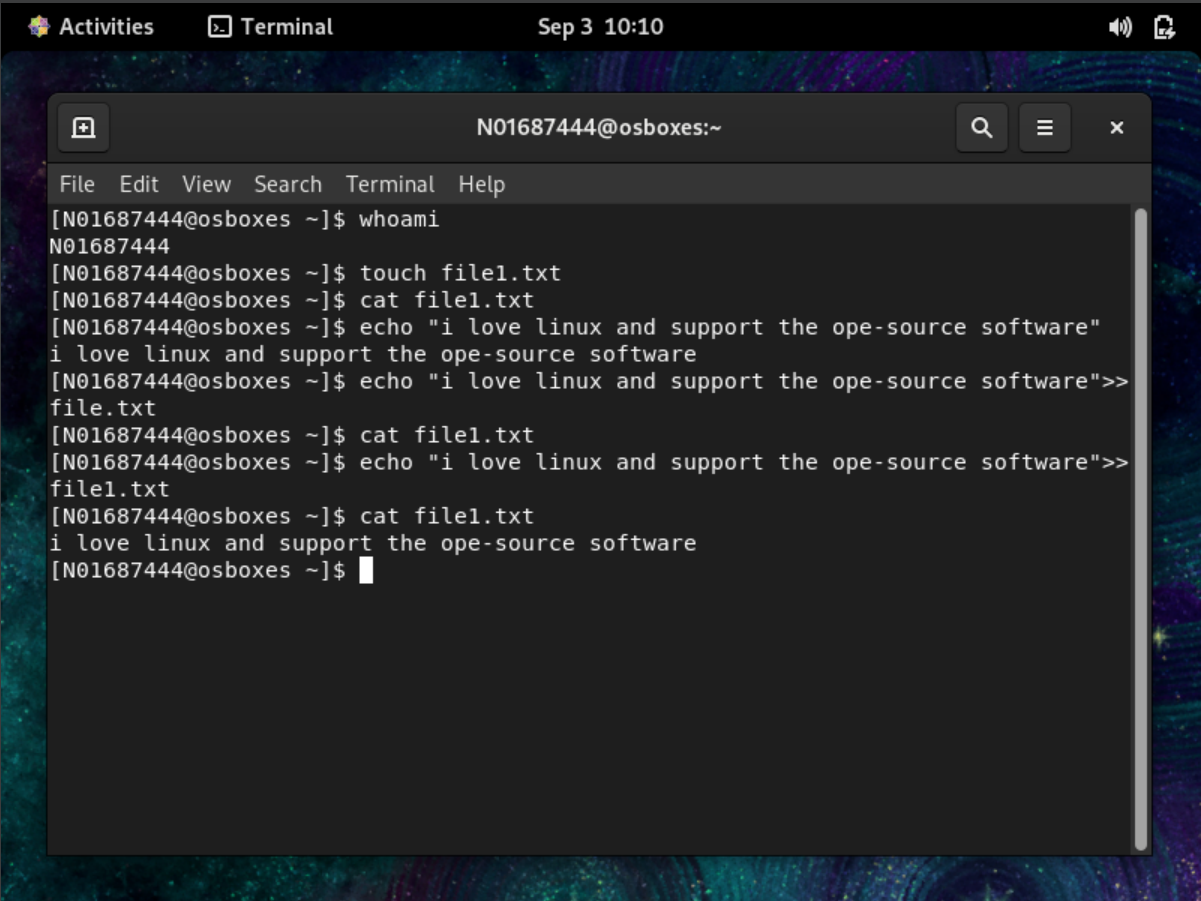 Activities Terminal Sep 3 10:10
N01687444@osboxes:~
File Edit View Search Terminal Help
[N01687444@osboxes ~]$ whoami
N01687444
[N01687444@osboxes ~]$ touch file1.txt
[N01687444@osboxes ~]$ cat file1.txt
[N01687444@osboxes ~]$ echo "i love linux and support the ope-source software"
i love linux and support the ope-source software
[N01687444@osboxes ~]$ echo "i love linux and support the ope-source software">>
file.txt
[N01687444@osboxes ~]$ cat file1.txt
[N01687444@osboxes ~]$ echo "i love linux and support the ope-source software">>
file1.txt
[N01687444@osboxes ~]$ cat file1.txt
i love linux and support the ope-source software
[N01687444@osboxes ~]$